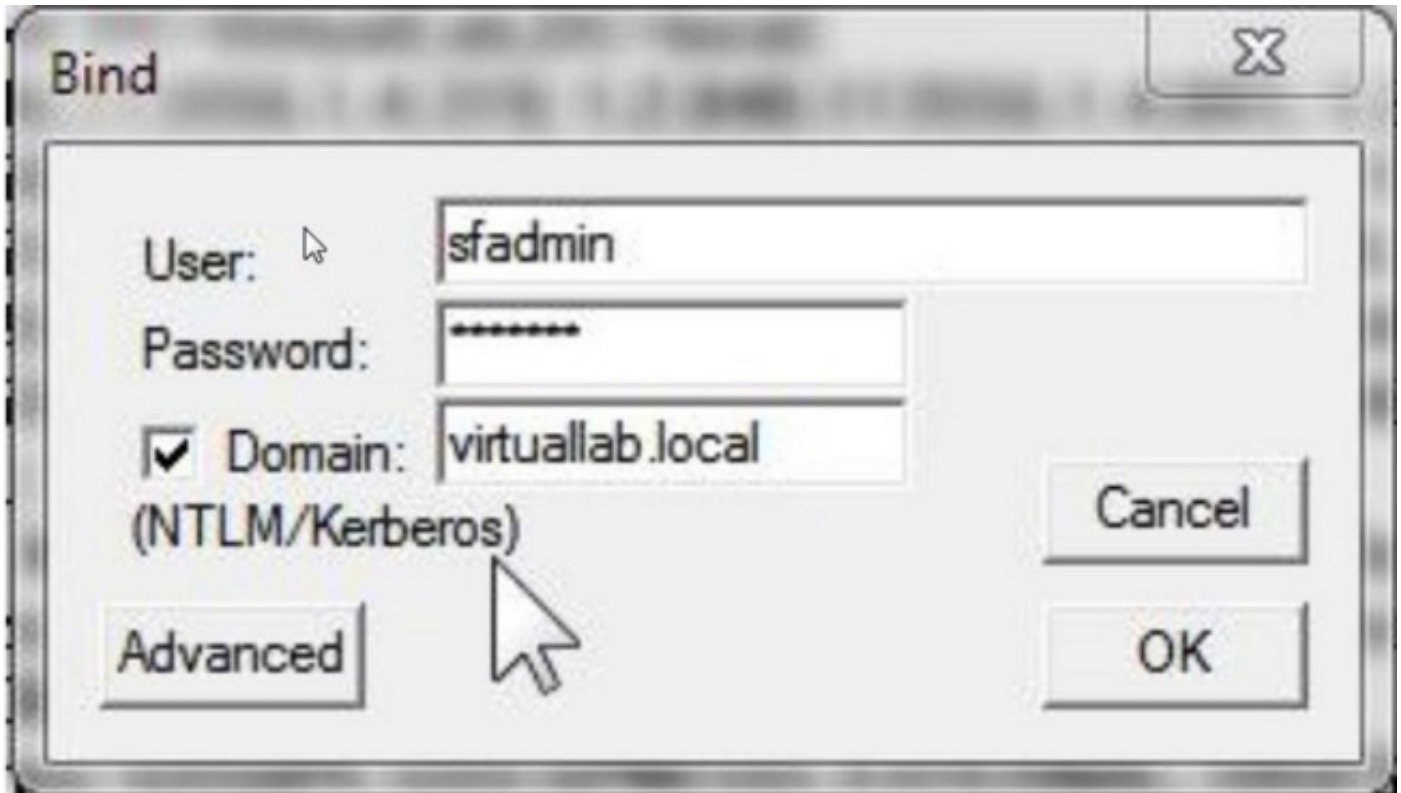 Bind
User: sfadmin
Password: *******
Domain: virtuallab.local
(NTLM/Kerberos)
Cancel
Advanced
OK